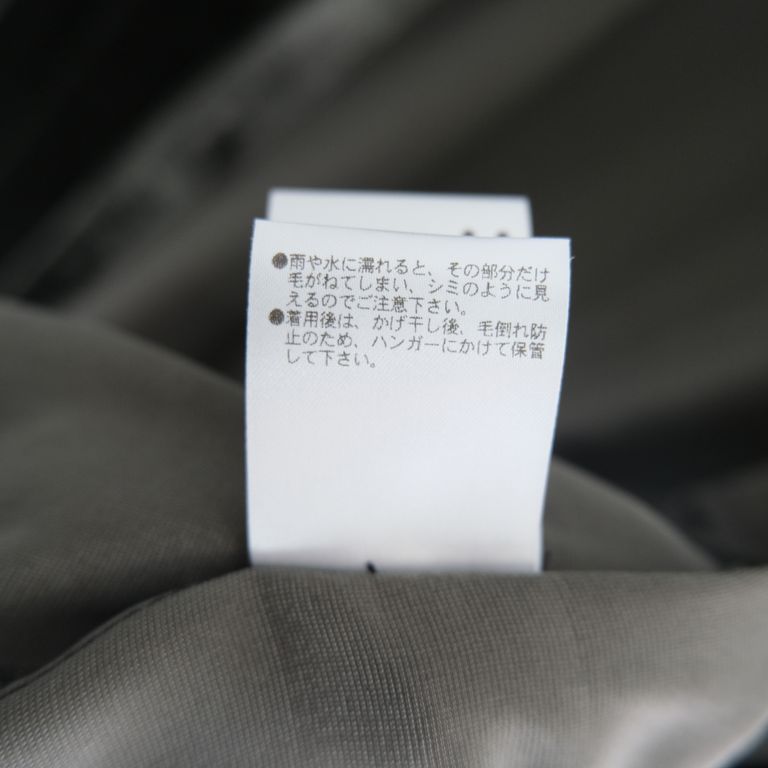 ●雨や水に濡れると、その部分だけ
毛がねてしまい、シミのように見
えるのでご注意下さい。
●着用後は、かげ干し後、毛倒れ防
止のため、ハンガーにかけて保管
して下さい。